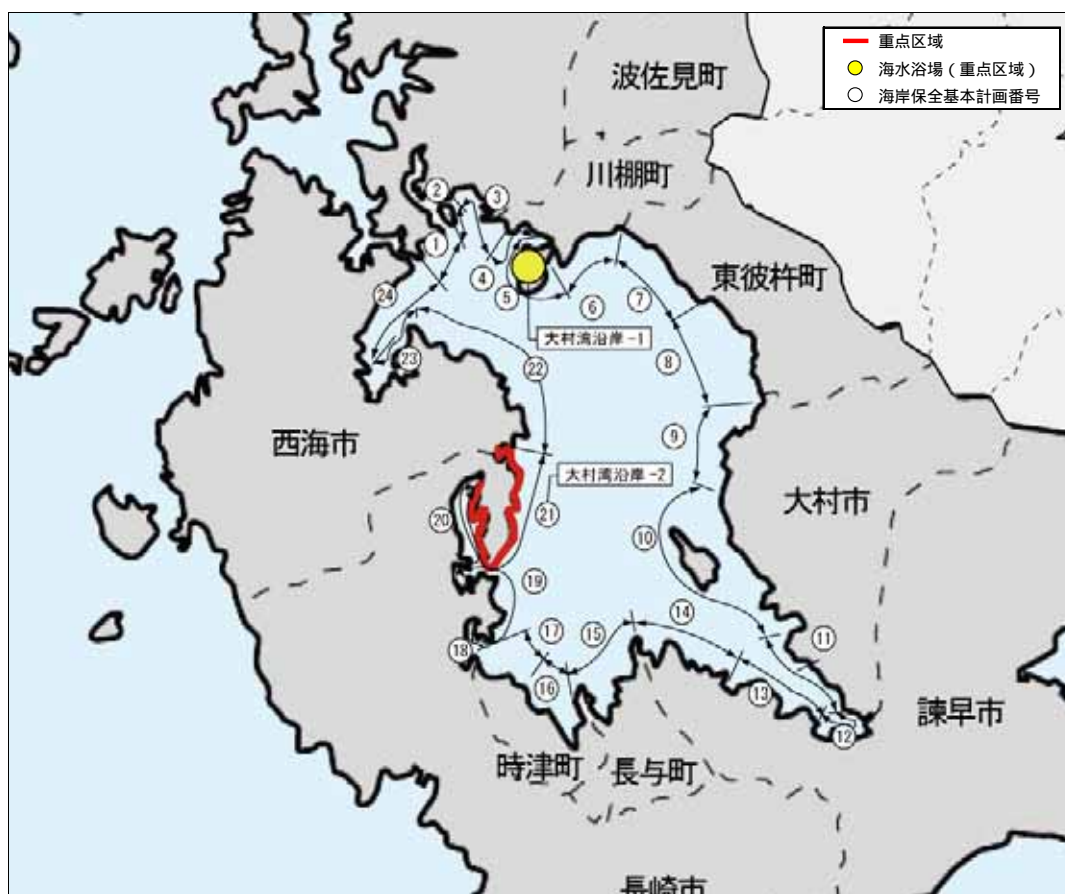 重点区域
海水浴場（重点区域）
海岸保全基本計画番号
波佐見町
川棚町
②
③
①
④
⑤
⑥
⑦
東彼杵町
㉔
大村湾沿岸-1
㉓
㉒
⑧
西海市
⑨
大村湾沿岸-2
大村市
⑳
㉑
⑩
⑲
⑭
⑱
⑰
⑮
⑪
⑯
⑬
諫早市
⑫
時津町
長与町
長崎市